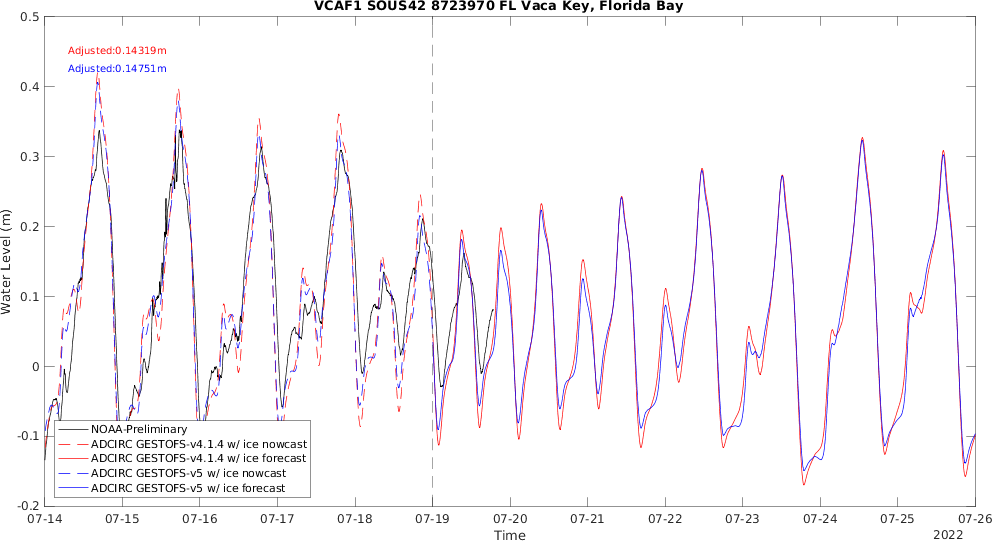 VCAF1 SOUS42 8723970 FL Vaca Key, Florida Bay
Adjusted:0.14319m
Adjusted:0.14751m
Water Level (m)
0.5
0.4
0.3
0.2
0.1
0
-0.1
-0.2
NOAA-Preliminary
ADCIRC GESTOFS-v4.1.4 w/ ice nowcast
ADCIRC GESTOFS-v4.1.4 w/ ice forecast
ADCIRC GESTOFS-v5 w/ ice nowcast
ADCIRC GESTOFS-v5 w/ ice forecast
07-14 07-15 07-16 07-17 07-18 07-19 07-20 07-21 07-22 07-23 07-24 07-25 07-26
Time
2022